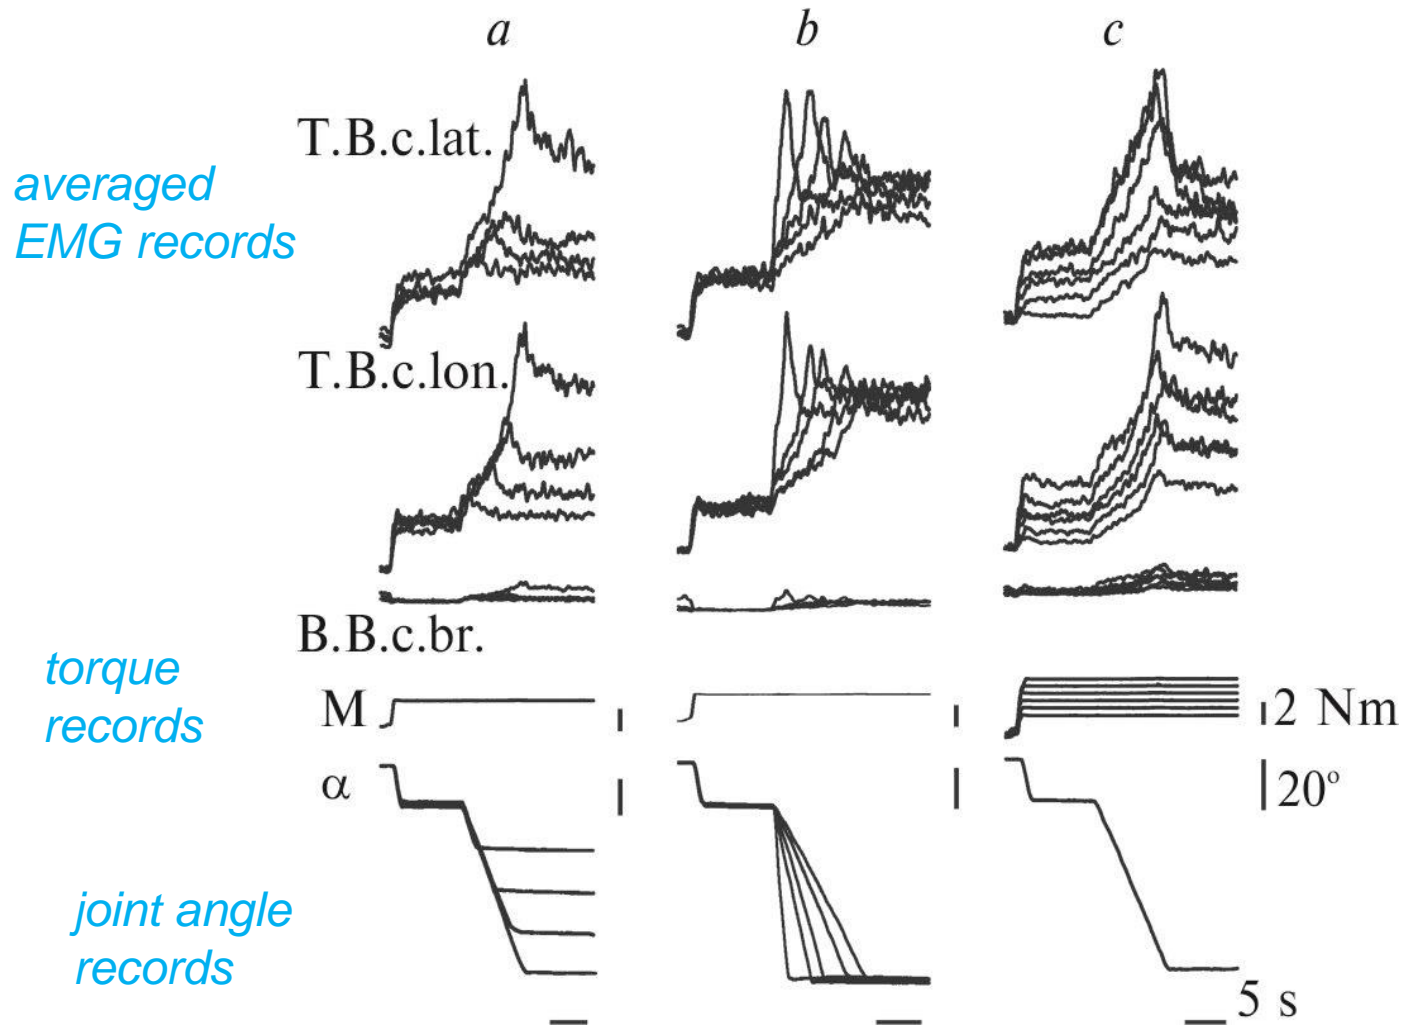 a b c
T.B.c.lat.
averaged
EMG records
T.B.c.lon.
B.B.c.br.
torque
records
M
2 Nm
α
20°
joint angle
records
5 s